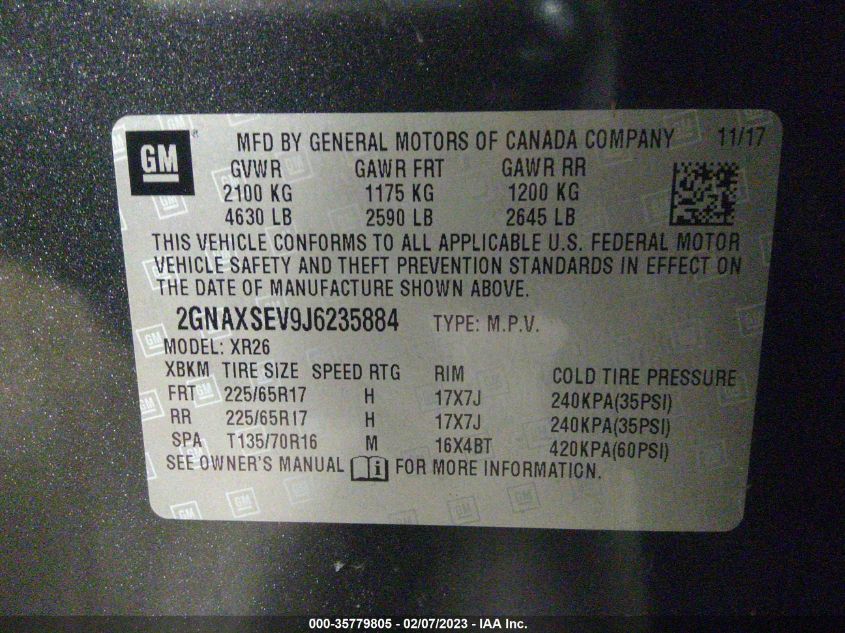 GM ® MFD BY GENERAL MOTORS OF CANADA COMPANY 11/17
GVWR GAWR FRT GAWR RR
2100 KG 1175 KG 1200 KG
4630 LB 2590 LB 2645 LB
THIS VEHICLE CONFORMS TO ALL APPLICABLE U.S. FEDERAL MOTOR
VEHICLE SAFETY AND THEFT PREVENTION STANDARDS IN EFFECT ON
THE DATE OF MANUFACTURE SHOWN ABOVE.
2GNAXSEV9J6235884 TYPE: M.P.V.
MODEL: XR26
XBKM TIRE SIZE SPEED RTG RIM COLD TIRE PRESSURE
FRT 225/65R17 H 17X7J 240KPA(35PSI)
RR 225/65R17 H 17X7J 240KPA(35PSI)
SPA T135/70R16 M 16X4BT 420KPA(60PSI)
SEE OWNER'S MANUAL i FOR MORE INFORMATION.
000-35779805 - 02/07/2023 - IAA Inc.